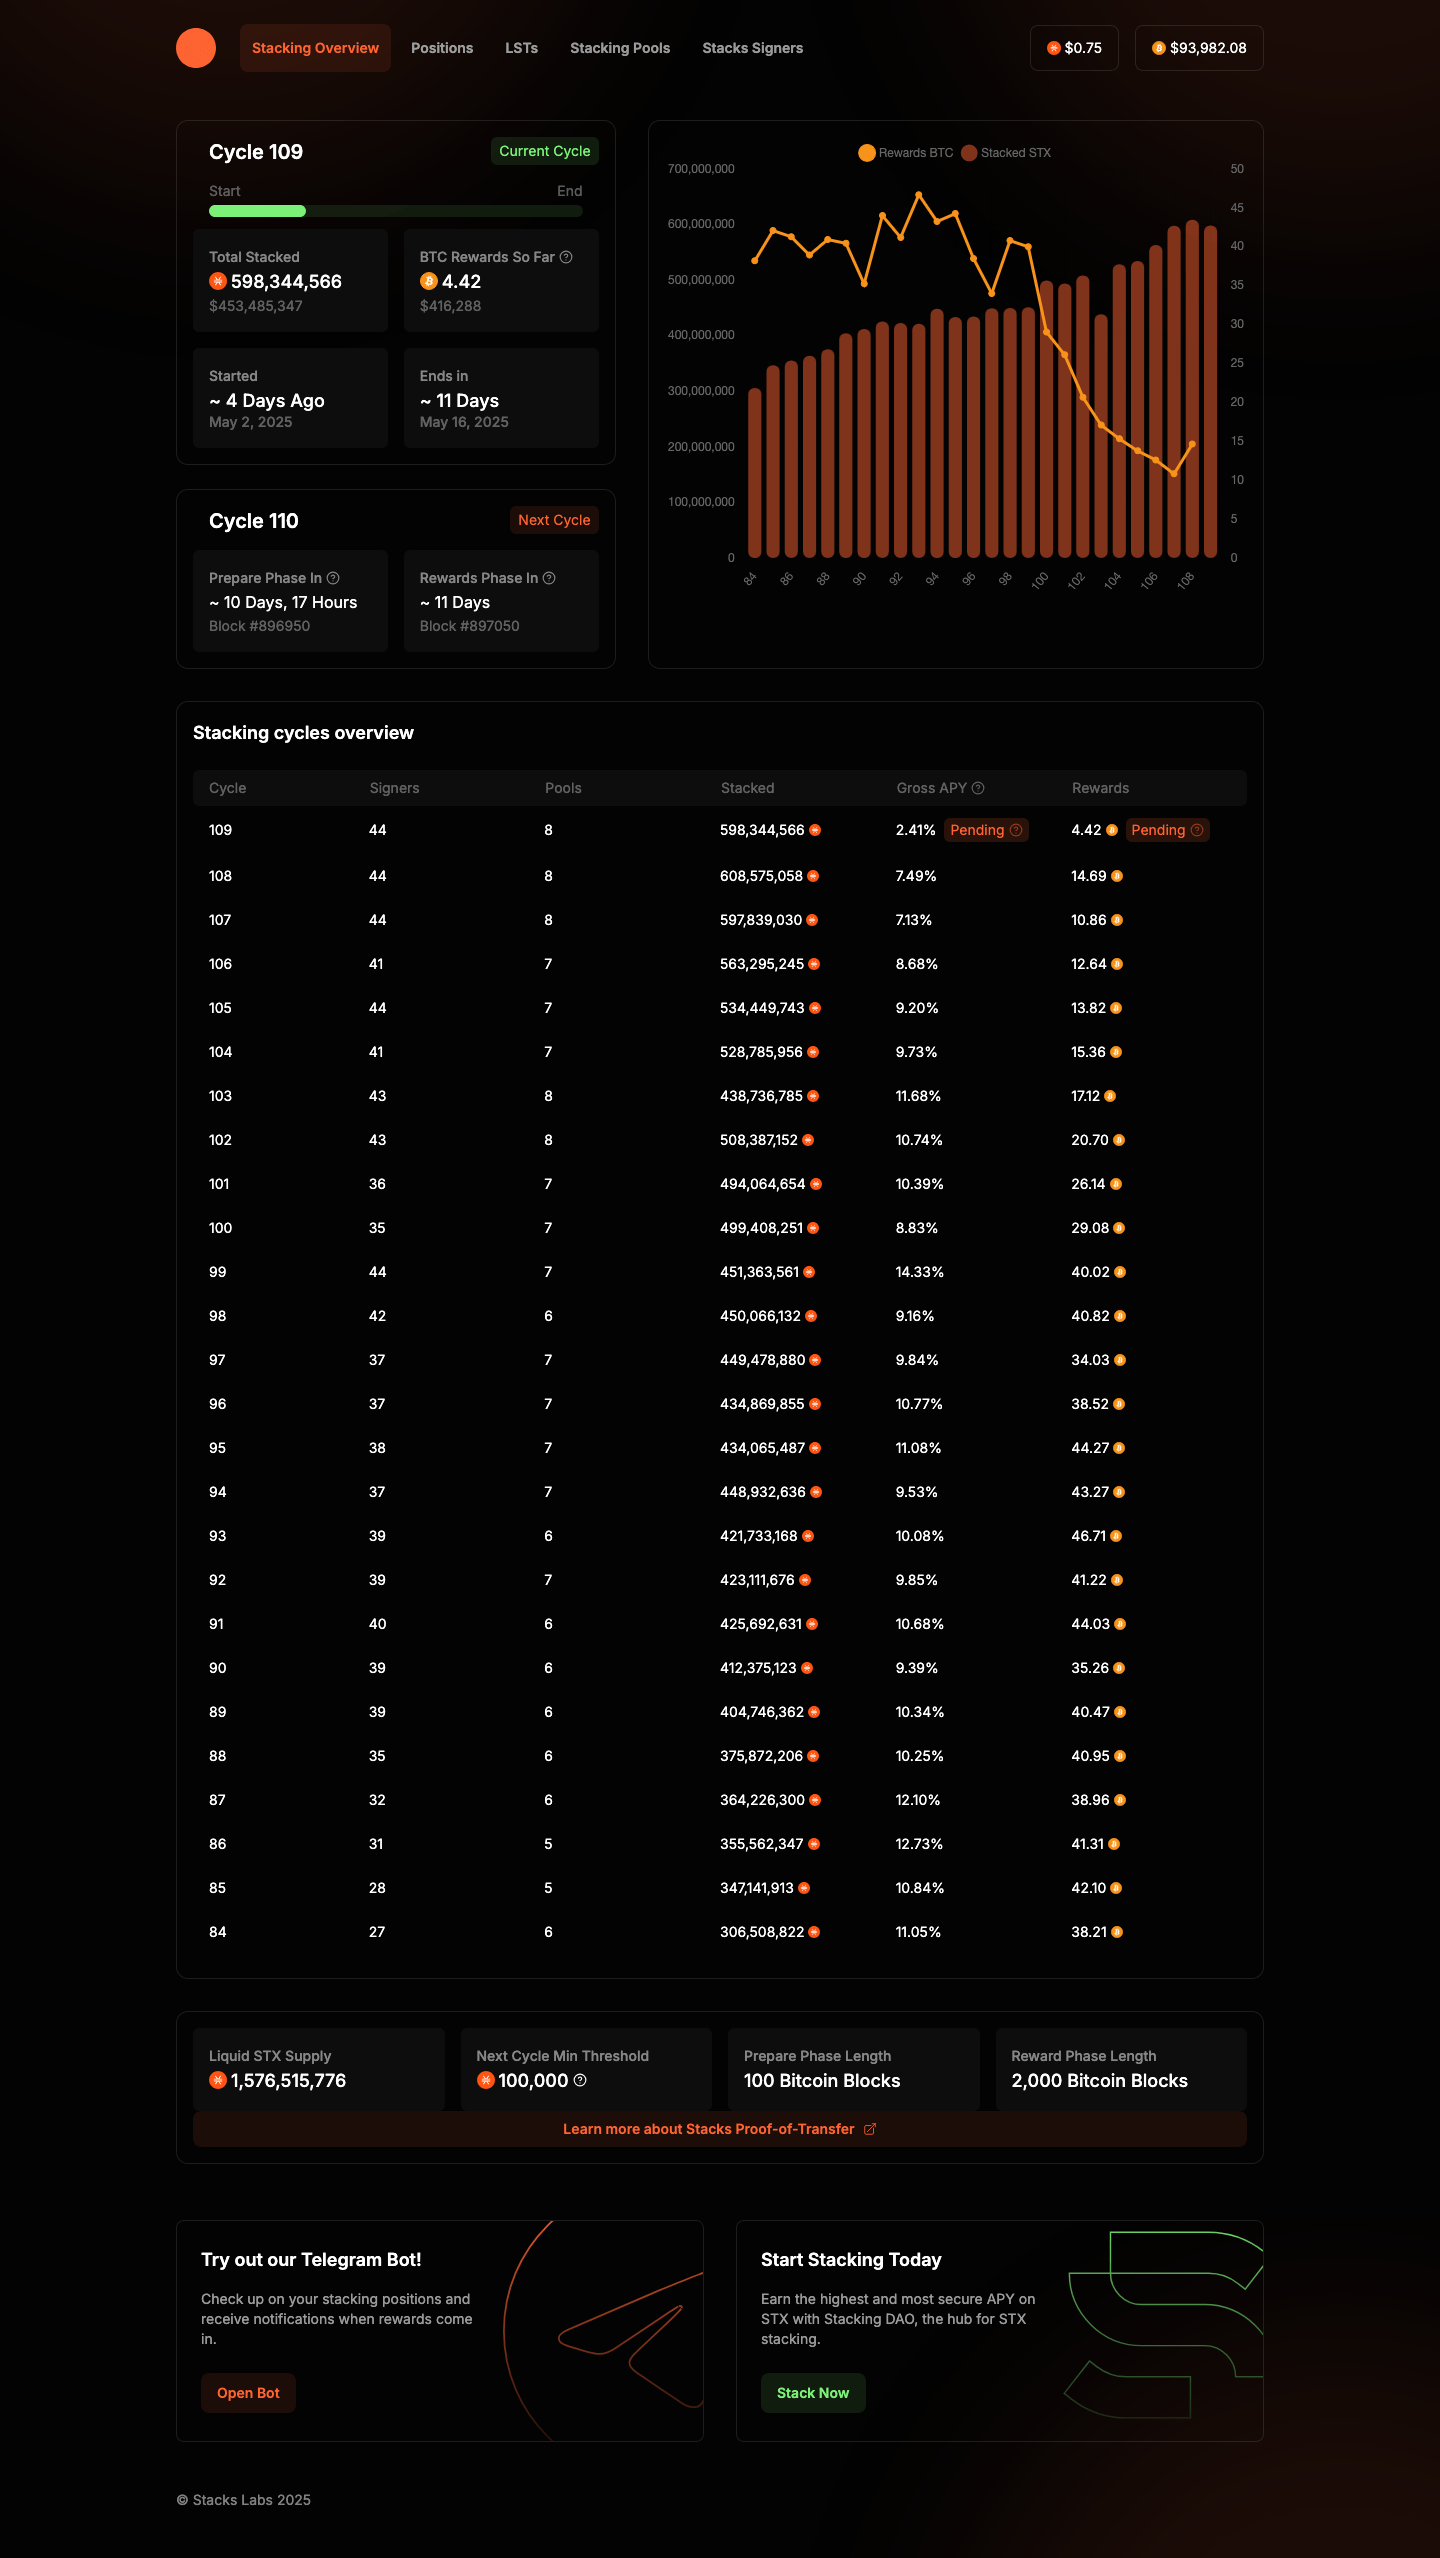 Stacking Overview Positions LSTs Stacking Pools Stacks Signers $0.75 $93,982.08
Cycle 109 Current Cycle
Start End
Total Stacked
598,344,566
$453,485,347
BTC Rewards So Far
4.42
$416,288
Started
~ 4 Days Ago
May 2, 2025
Ends in
~ 11 Days
May 16, 2025
Cycle 110 Next Cycle
Prepare Phase In
~ 10 Days, 17 Hours
Block #896950
Rewards Phase In
~ 11 Days
Block #897050
Rewards BTC Stacked STX
700,000,000 50
45
600,000,000
40
500,000,000
35
400,000,000 30
25
300,000,000
20
200,000,000
15
100,000,000
10
5
0 0
84 86 88 90 92 94 96 98 100 102 104 106 108
Stacking cycles overview
Cycle Signers Pools Stacked Gross APY Rewards
109 44 8 598,344,566 2.41% Pending 4.42 Pending
108 44 8 608,575,058 7.49% 14.69
107 44 8 597,839,030 7.13% 10.86
106 41 7 563,295,245 8.68% 12.64
105 44 7 534,449,743 9.20% 13.82
104 41 7 528,785,956 9.73% 15.36
103 43 8 438,736,785 11.68% 17.12
102 43 8 508,387,152 10.74% 20.70
101 36 7 494,064,654 10.39% 26.14
100 35 7 499,408,251 8.83% 29.08
99 44 7 451,363,561 14.33% 40.02
98 42 6 450,066,132 9.16% 40.82
97 37 7 449,478,880 9.84% 34.03
96 37 7 434,869,855 10.77% 38.52
95 38 7 434,065,487 11.08% 44.27
94 37 7 448,932,636 9.53% 43.27
93 39 6 421,733,168 10.08% 46.71
92 39 7 423,111,676 9.85% 41.22
91 40 6 425,692,631 10.68% 44.03
90 39 6 412,375,123 9.39% 35.26
89 39 6 404,746,362 10.34% 40.47
88 35 6 375,872,206 10.25% 40.95
87 32 6 364,226,300 12.10% 38.96
86 31 5 355,562,347 12.73% 41.31
85 28 5 347,141,913 10.84% 42.10
84 27 6 306,508,822 11.05% 38.21
Liquid STX Supply
1,576,515,776
Next Cycle Min Threshold
100,000
Prepare Phase Length
100 Bitcoin Blocks
Reward Phase Length
2,000 Bitcoin Blocks
Learn more about Stacks Proof-of-Transfer
Try out our Telegram Bot!
Check up on your stacking positions and
receive notifications when rewards come
in.
Open Bot
Start Stacking Today
Earn the highest and most secure APY on
STX with Stacking DAO, the hub for STX
stacking.
Stack Now
© Stacks Labs 2025